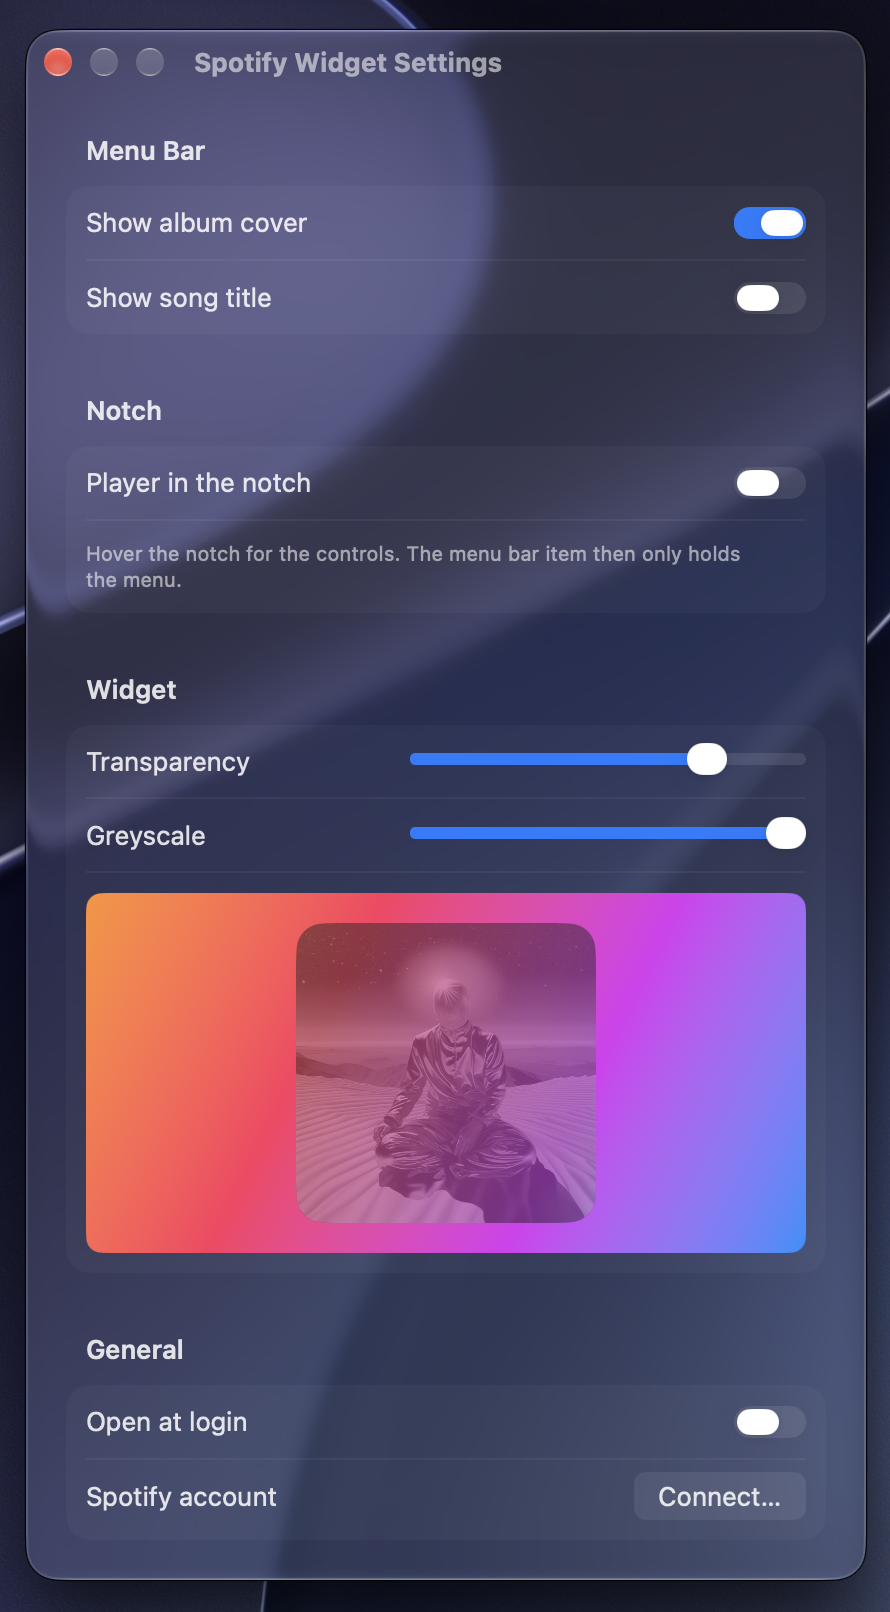 Spotify Widget Settings
Menu Bar
Show album cover
Show song title
Notch
Player in the notch
Hover the notch for the controls. The menu bar item then only holds
the menu.
Widget
Transparency
Greyscale
General
Open at login
Spotify account
Connect...